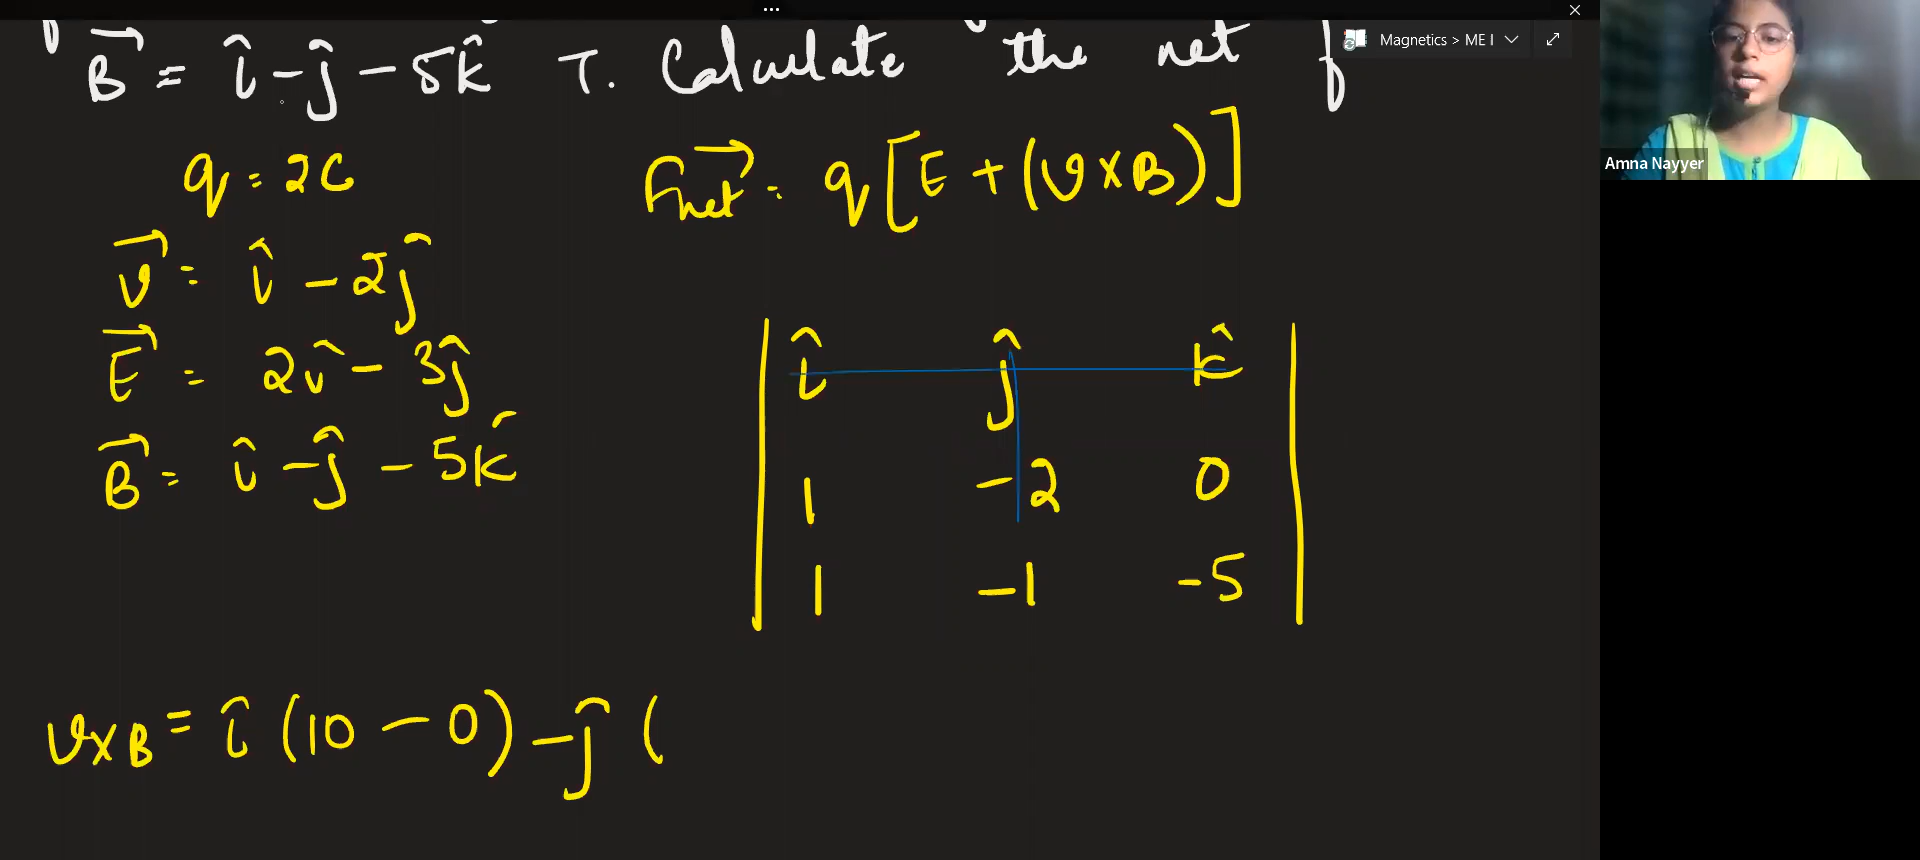 B⃗ = î - ĵ - 5k̂ T. Calculate the net f
Magnetics > ME I
Amna Nayyer
q = 2C
F⃗net = q[E + (v×B)]
v⃗ = î - 2ĵ
E⃗ = 2î - 3ĵ
B⃗ = î - ĵ - 5k̂
î ĵ k̂
1 -2 0
1 -1 -5
v×B = î (10 - 0) - ĵ (